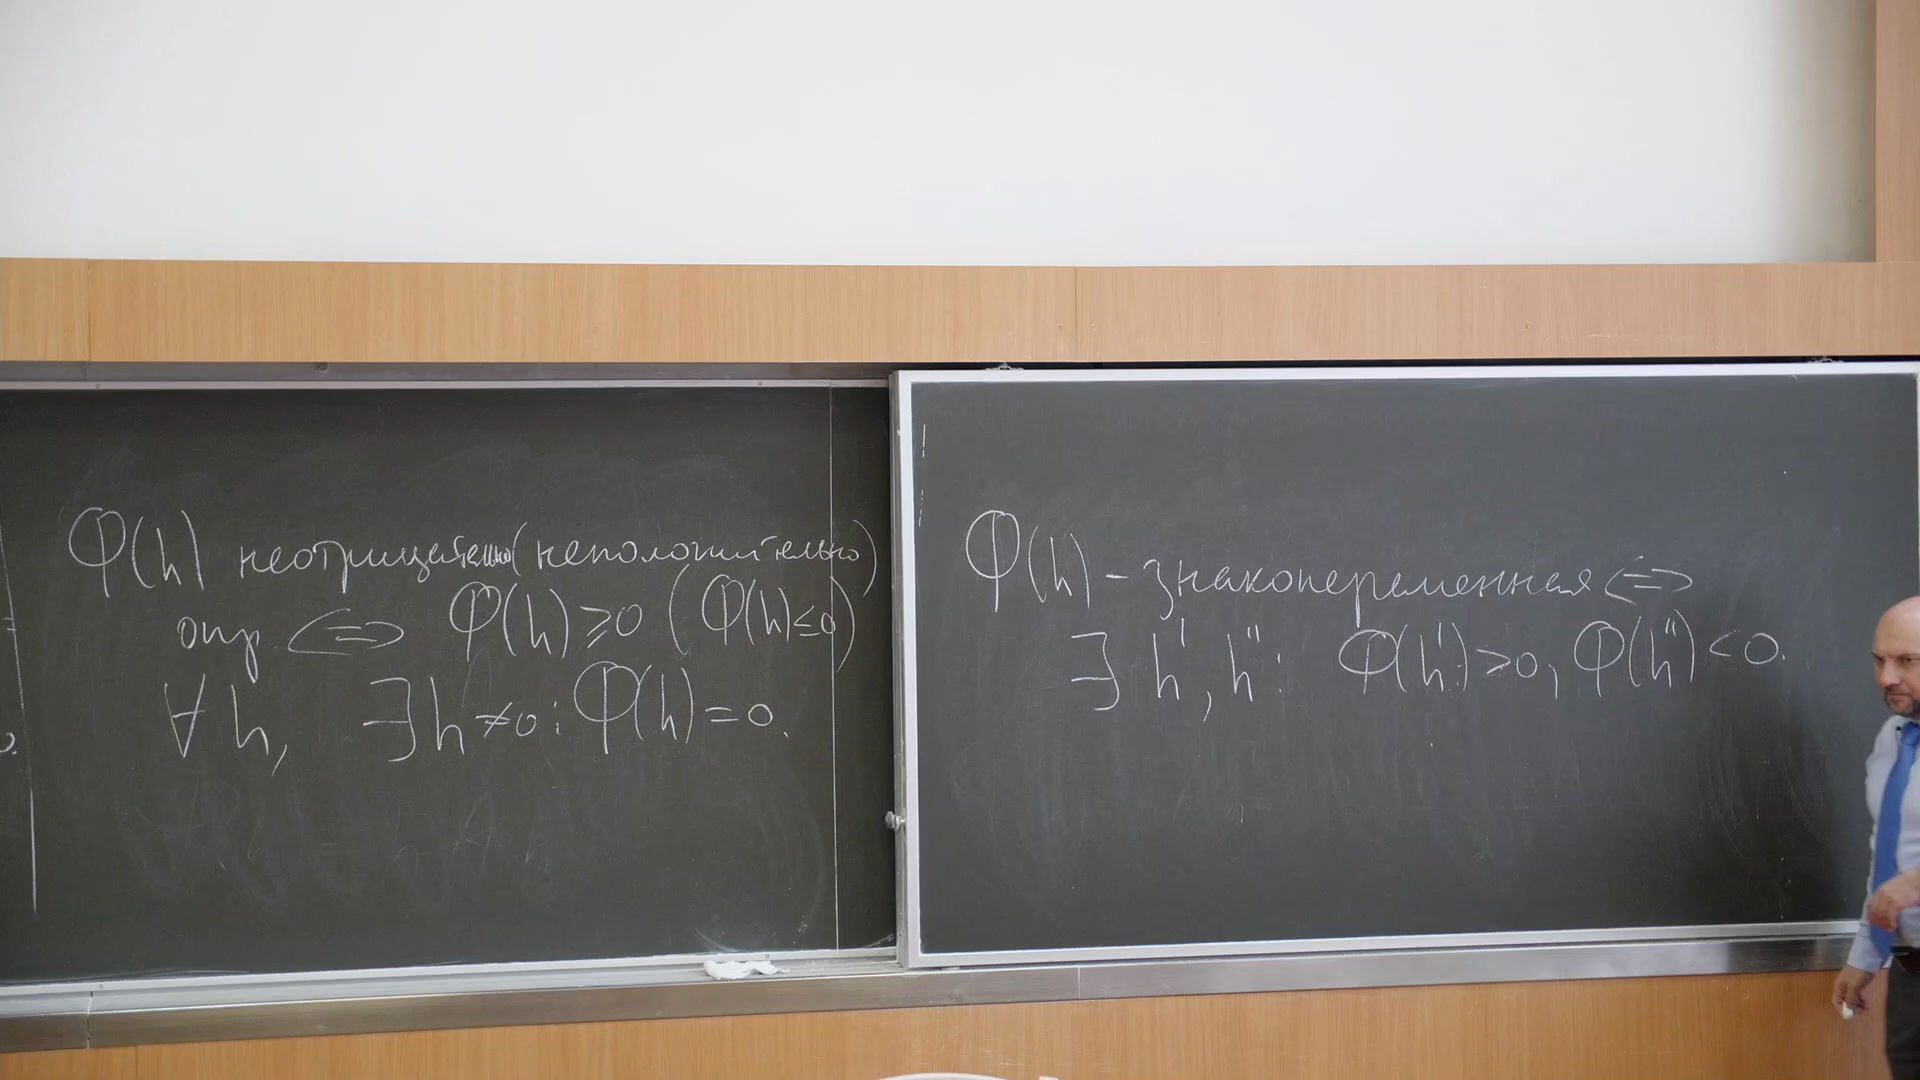 Φ(h) неотрицательно (неположительно)
опр. <=> Φ(h) ⩾ 0 (Φ(h) ≤ 0)
∀ h, ∃ h ≠ 0 : Φ(h) = 0.
Φ(h) – знакопеременная <=>
∃ h', h'' : Φ(h') > 0, Φ(h'') < 0.